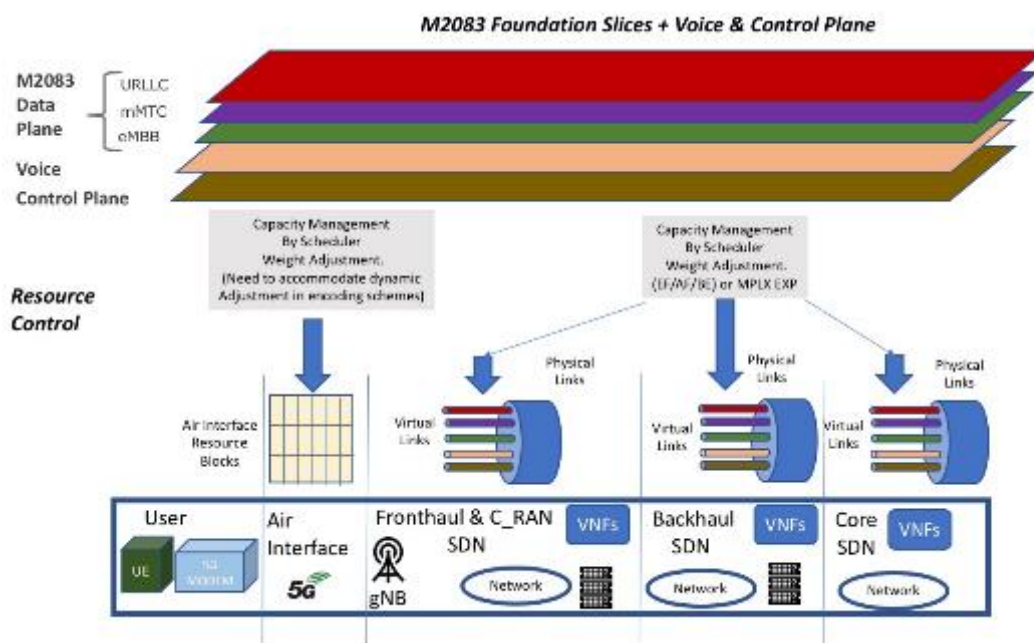 M2083 Foundation Slices + Voice & Control Plane
M2083
Data
Plane
URLLC
mMTC
eMBB
Voice
Control Plane
Capacity Management
By Scheduler
Weight Adjustment.
(Need to accommodate dynamic
Adjustment in encoding schemes)
Capacity Management
By Scheduler
Weight Adjustment.
(EF/AF/BE) or MPLX EXP
Resource
Control
Air Interface
Resource
Blocks
Virtual
Links
Physical
Links
Virtual
Links
Physical
Links
Virtual
Links
Physical
Links
User
UE
MODEM
Air
Interface
5G
Fronthaul & C_RAN
SDN
VNFs
gNB
Network
Backhaul
SDN
VNFs
Network
Core
SDN
VNFs
Network